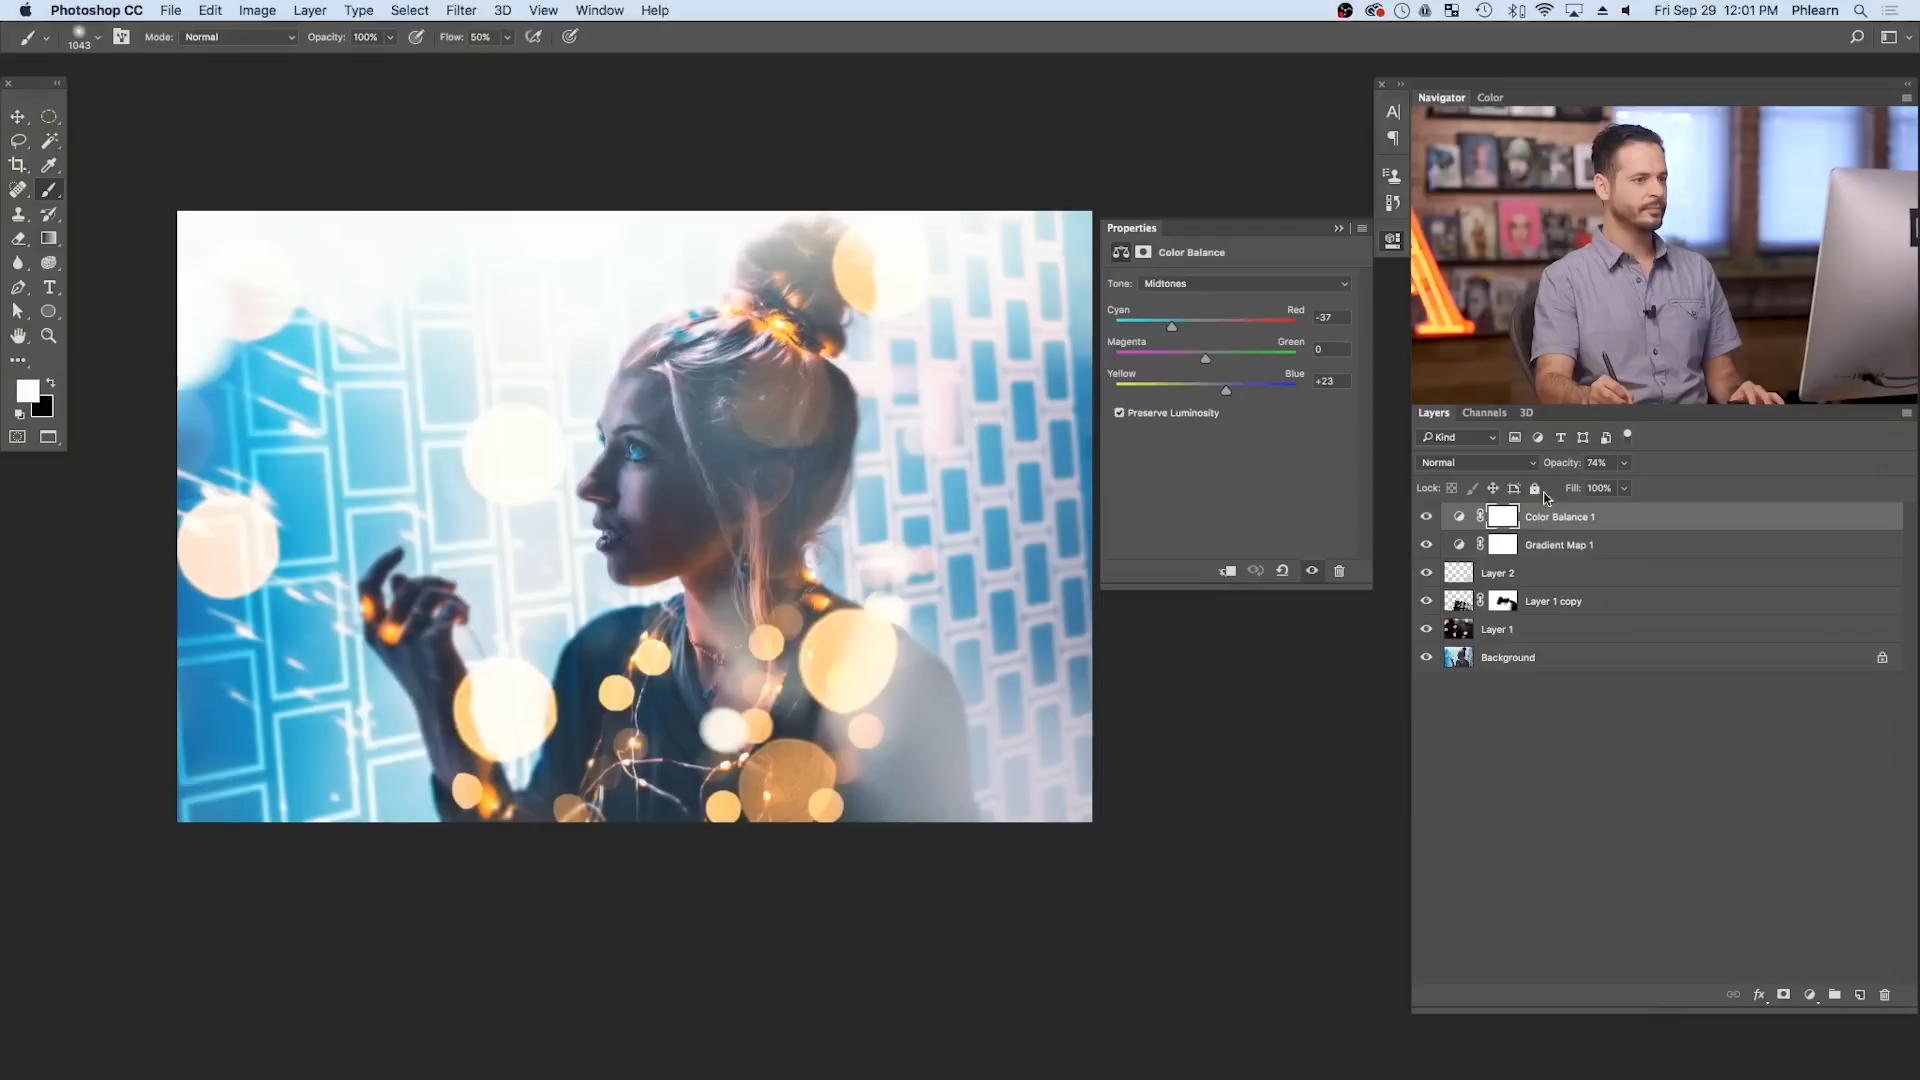 Photoshop CC File Edit Image Layer Type Select Filter 3D View Window Help Fri Sep 29 12:01 PM Phlearn
1043 Mode: Normal Opacity: 100% Flow: 50%
Navigator Color
Properties
Color Balance
Tone: Midtones
Cyan Red -37
Magenta Green 0
Yellow Blue +23
Preserve Luminosity
Layers Channels 3D
Kind
Normal Opacity: 74%
Lock: Fill: 100%
Color Balance 1
Gradient Map 1
Layer 2
Layer 1 copy
Layer 1
Background
fx